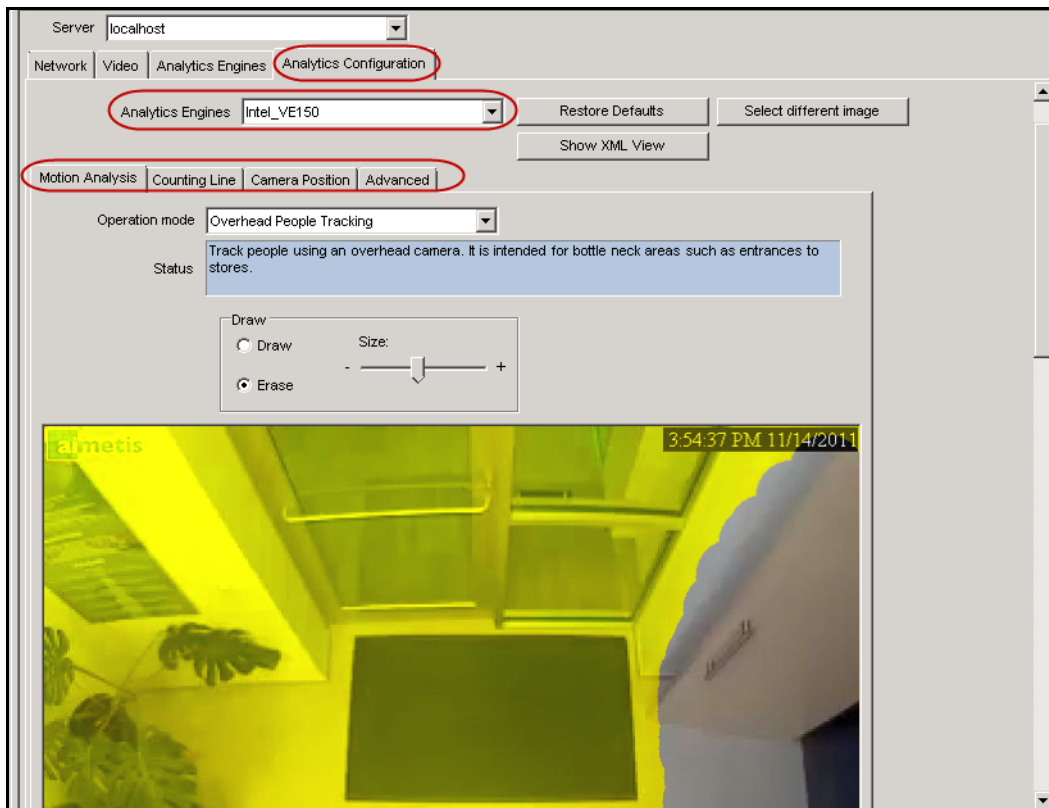 Server localhost
Network Video Analytics Engines Analytics Configuration
Analytics Engines Intel_VE150 Restore Defaults Select different image
Show XML View
Motion Analysis Counting Line Camera Position Advanced
Operation mode Overhead People Tracking
Status Track people using an overhead camera. It is intended for bottle neck areas such as entrances to
stores.
Draw
Draw Size:
- +
Erase
aimetis 3:54:37 PM 11/14/2011